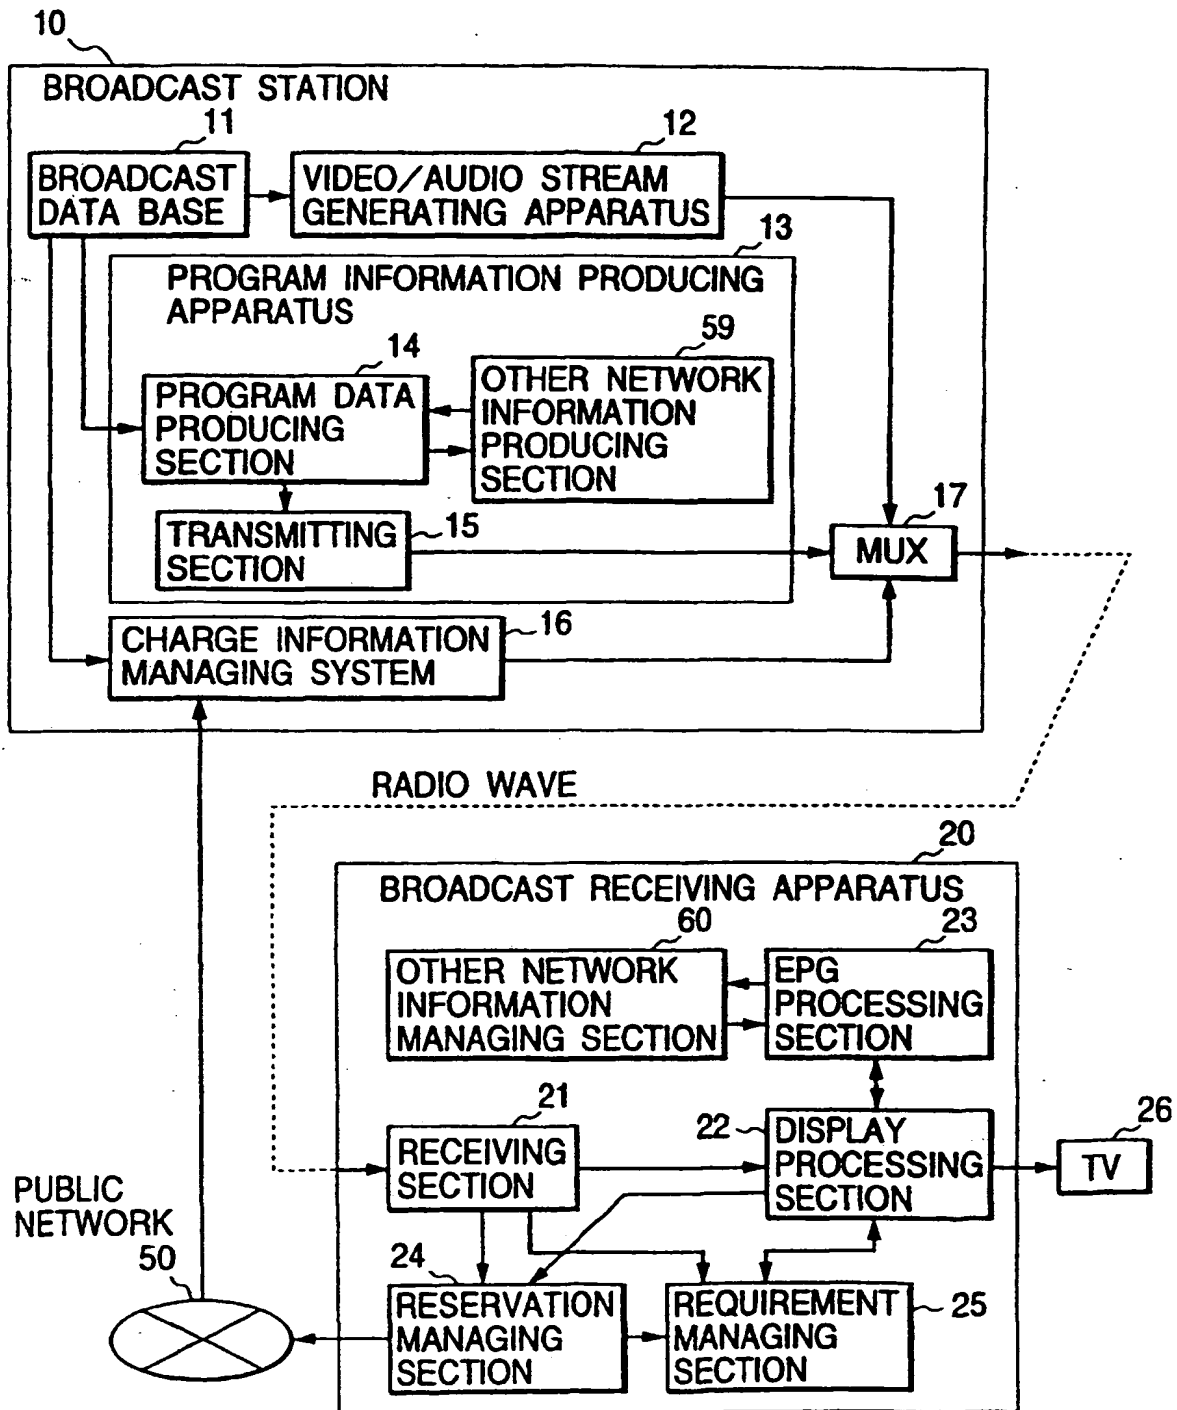 10
BROADCAST STATION
11
12
BROADCAST
DATA BASE
VIDEO/AUDIO STREAM
GENERATING APPARATUS
13
PROGRAM INFORMATION PRODUCING
APPARATUS
14
59
PROGRAM DATA
PRODUCING
SECTION
OTHER NETWORK
INFORMATION
PRODUCING
SECTION
17
MUX
TRANSMITTING
SECTION
15
16
CHARGE INFORMATION
MANAGING SYSTEM
RADIO WAVE
20
BROADCAST RECEIVING APPARATUS
60
23
OTHER NETWORK
INFORMATION
MANAGING SECTION
EPG
PROCESSING
SECTION
21
22
26
RECEIVING
SECTION
DISPLAY
PROCESSING
SECTION
TV
PUBLIC
NETWORK
50
24
RESERVATION
MANAGING
SECTION
REQUIREMENT
MANAGING
SECTION
25